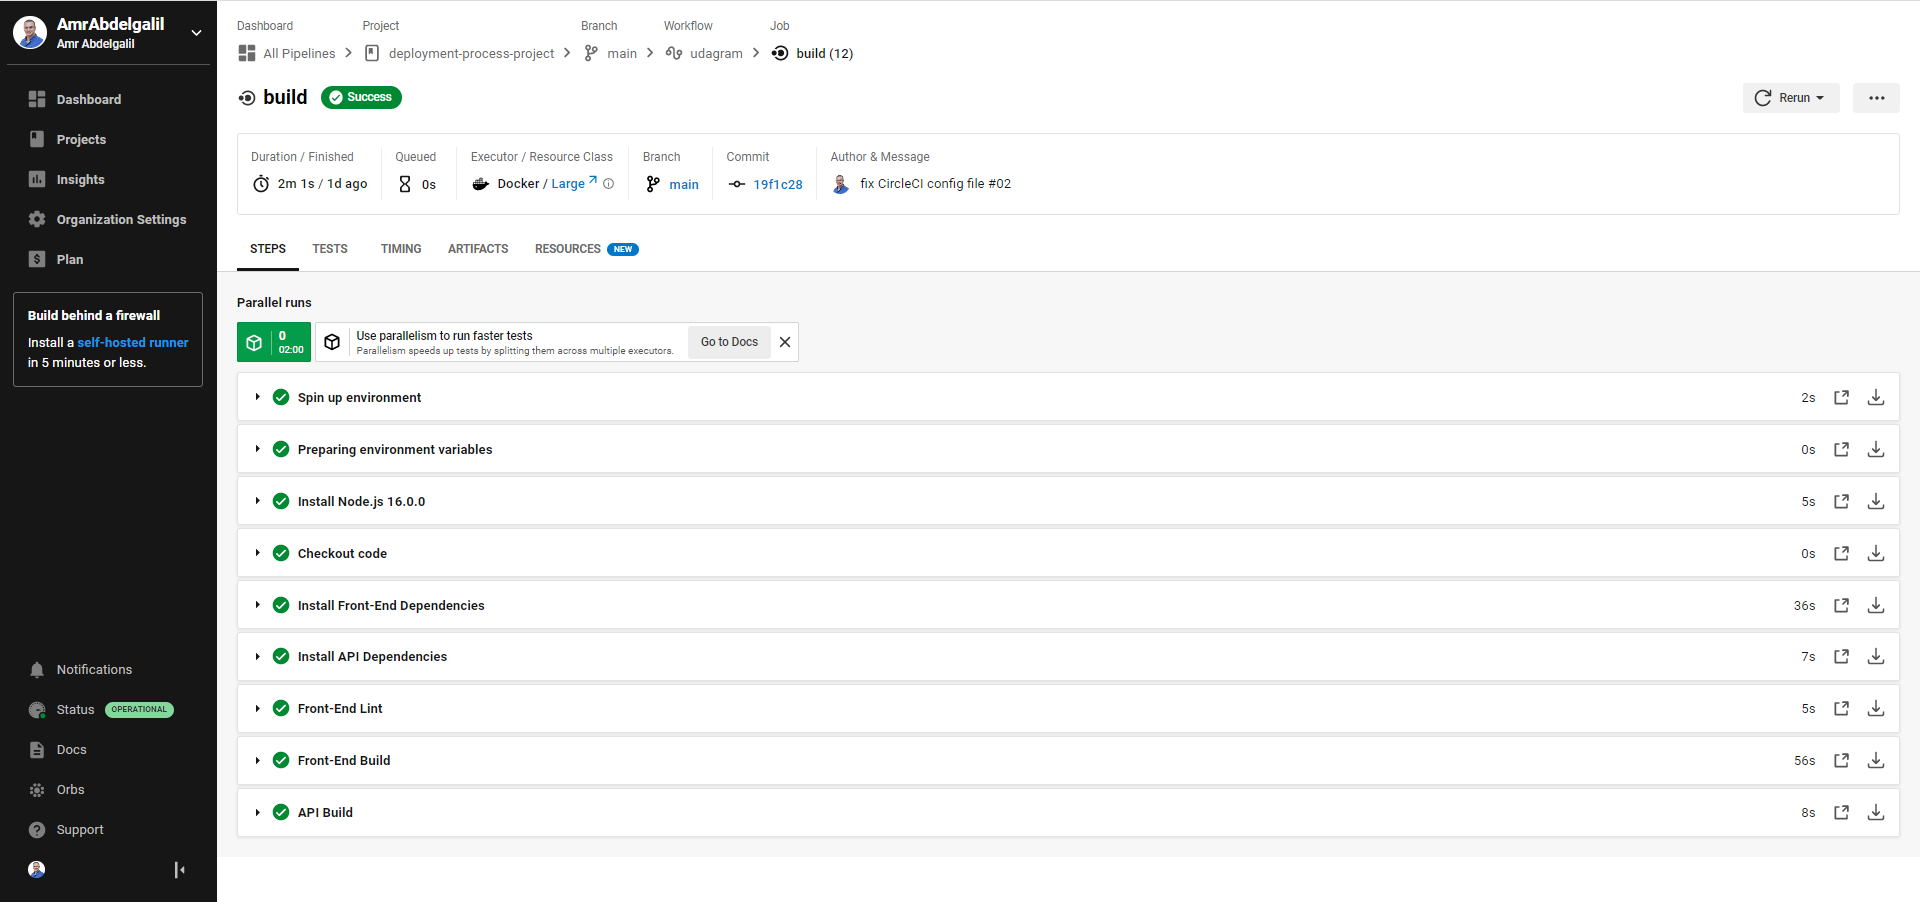 AmrAbdelgalil
Amr Abdelgalil
Dashboard
Projects
Insights
Organization Settings
Plan
Build behind a firewall
Install a self-hosted runner
in 5 minutes or less.
Notifications
Status OPERATIONAL
Docs
Orbs
Support
Dashboard Project Branch Workflow Job
All Pipelines deployment-process-project main udagram build (12)
build Success
Rerun
Duration / Finished Queued Executor / Resource Class Branch Commit Author & Message
2m 1s / 1d ago 0s Docker / Large main 19f1c28 fix CircleCI config file #02
STEPS TESTS TIMING ARTIFACTS RESOURCES NEW
Parallel runs
0
02:00
Use parallelism to run faster tests
Parallelism speeds up tests by splitting them across multiple executors.
Go to Docs
Spin up environment 2s
Preparing environment variables 0s
Install Node.js 16.0.0 5s
Checkout code 0s
Install Front-End Dependencies 36s
Install API Dependencies 7s
Front-End Lint 5s
Front-End Build 56s
API Build 8s